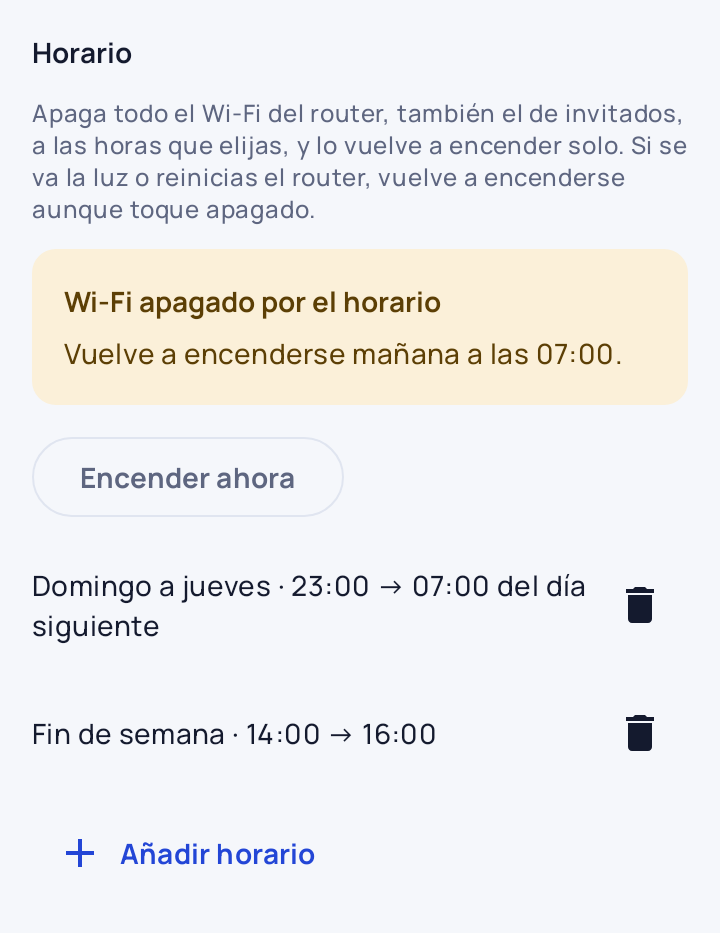 Horario
Apaga todo el Wi-Fi del router, también el de invitados,
a las horas que elijas, y lo vuelve a encender solo. Si se
va la luz o reinicias el router, vuelve a encenderse
aunque toque apagado.
Wi-Fi apagado por el horario
Vuelve a encenderse mañana a las 07:00.
Encender ahora
Domingo a jueves · 23:00 → 07:00 del día
siguiente
Fin de semana · 14:00 → 16:00
Añadir horario